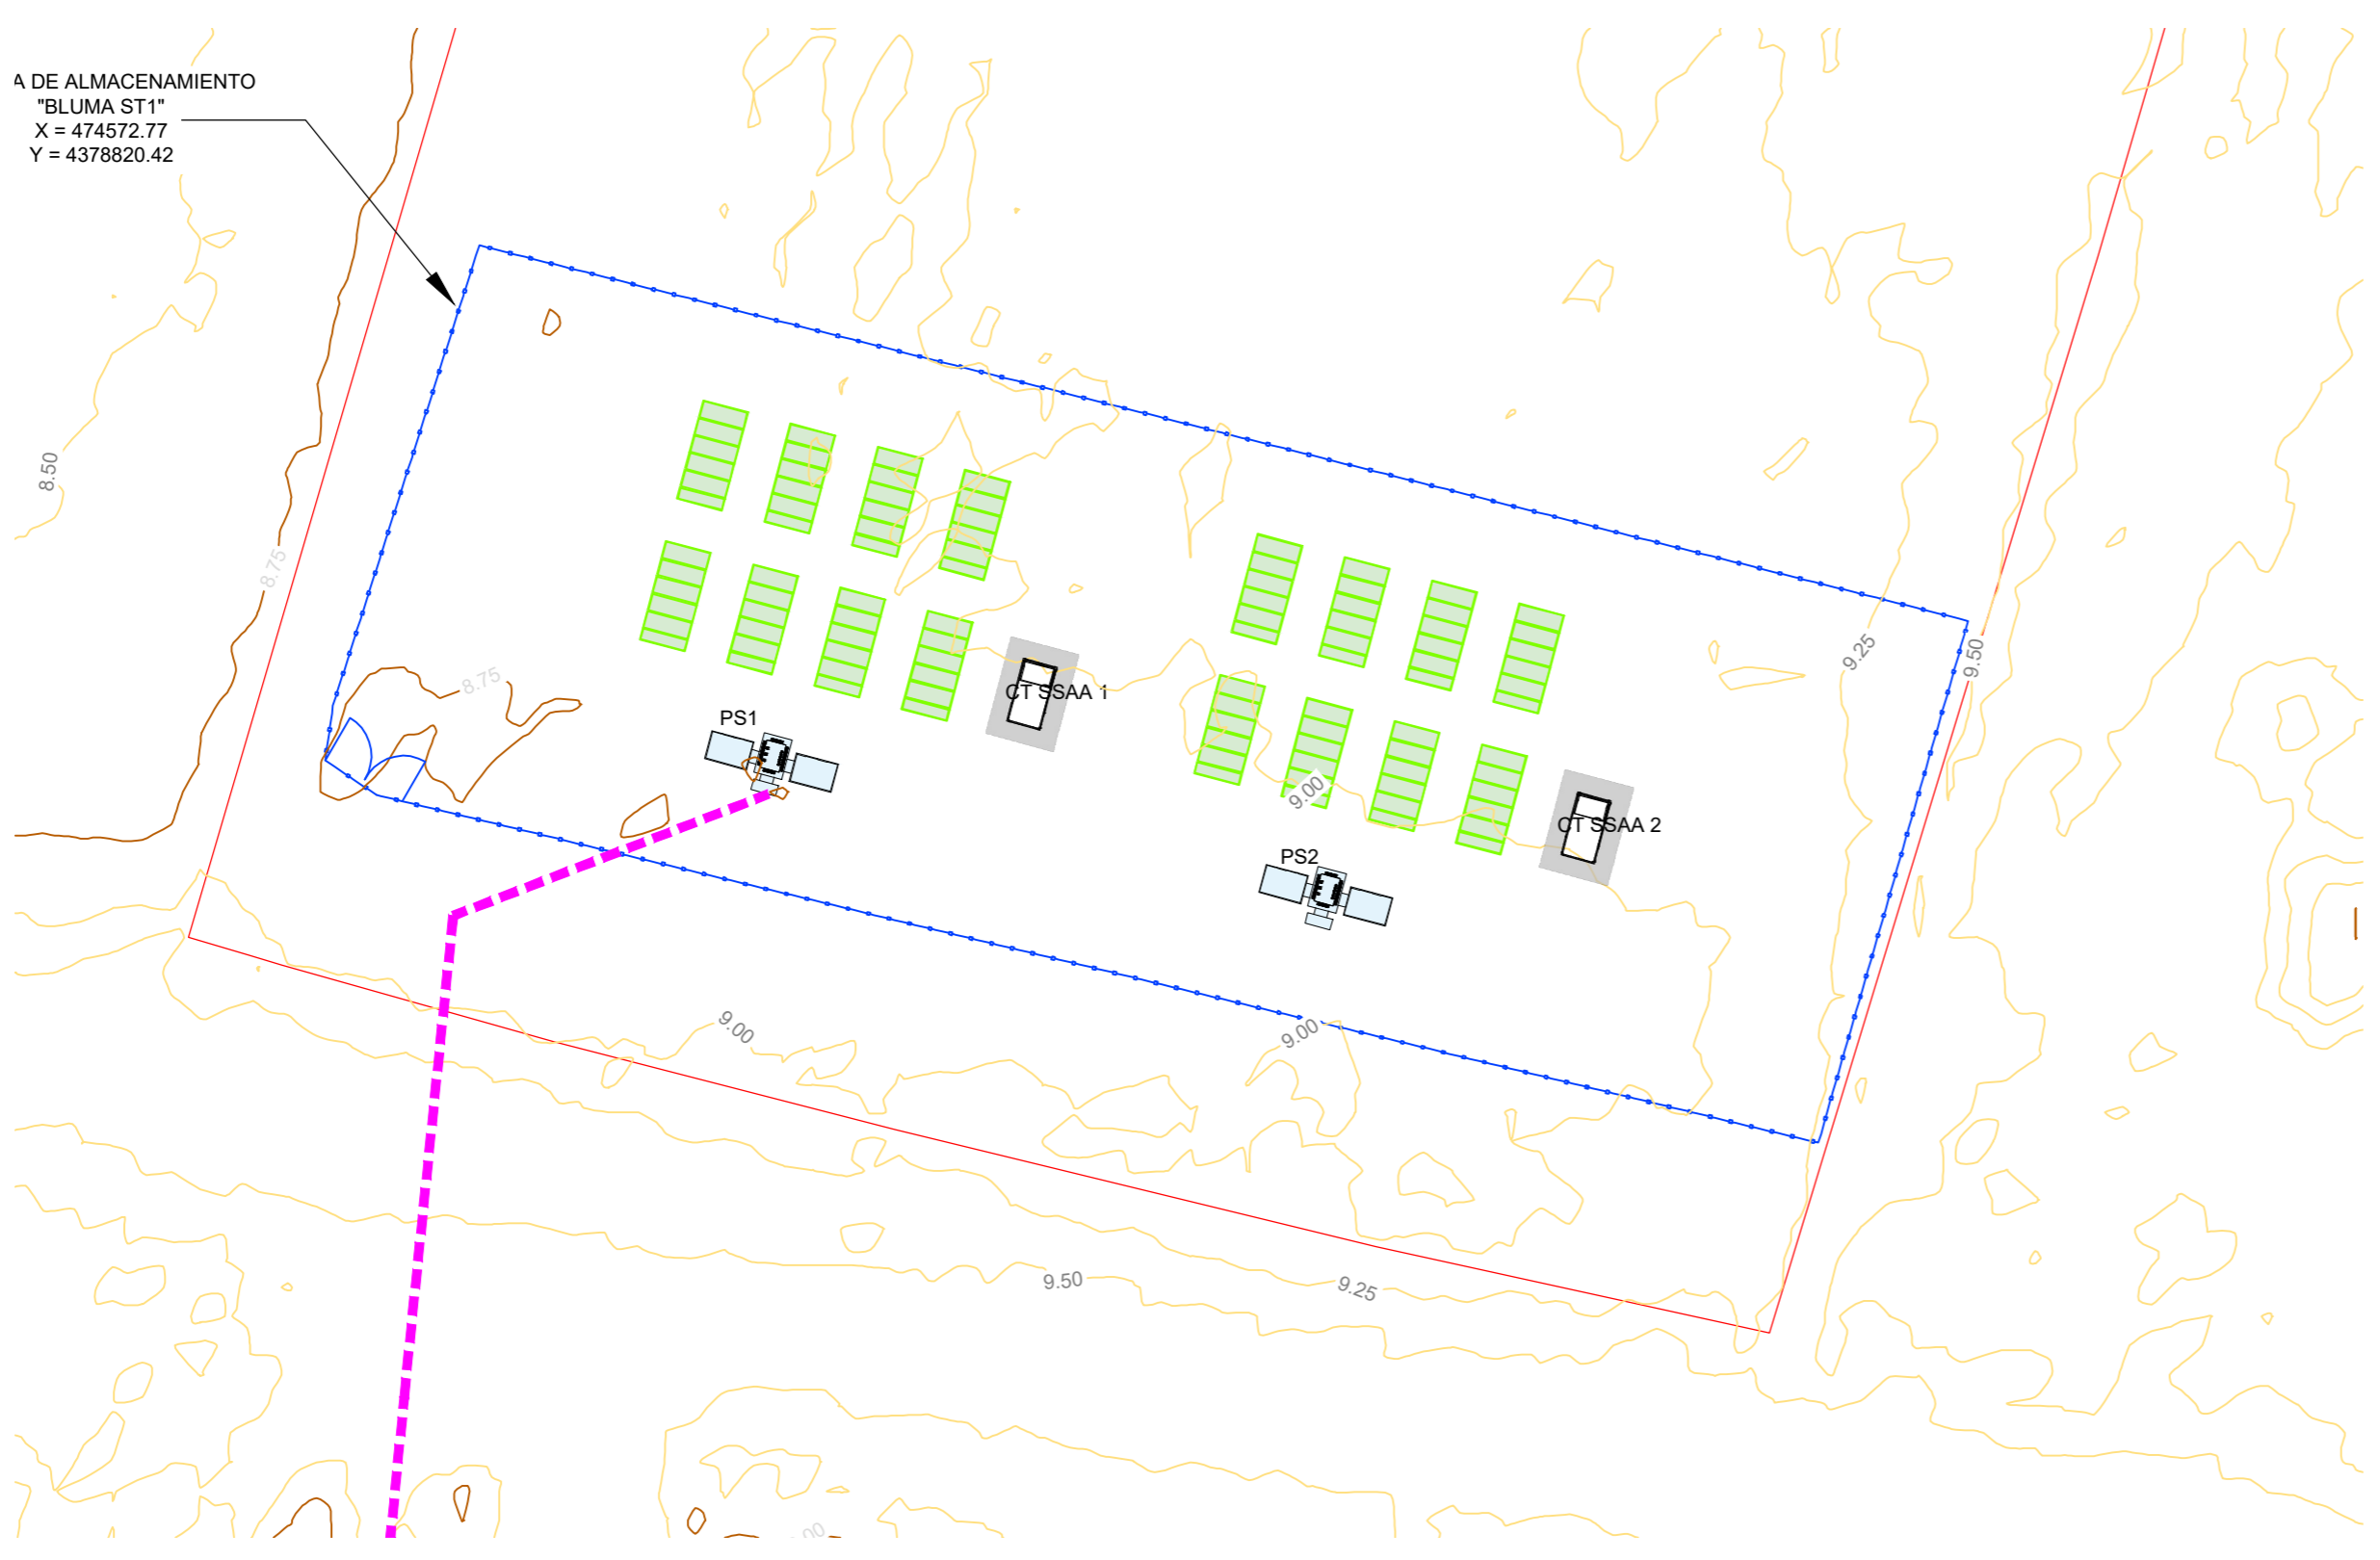 A DE ALMACENAMIENTO
"BLUMA ST1"
X = 474572.77
Y = 4378820.42
8.50
8.75
8.75
PS1
CT SSAA 1
9.25
9.50
9.00
CT SSAA 2
PS2
9.00
9.00
9.50
9.25